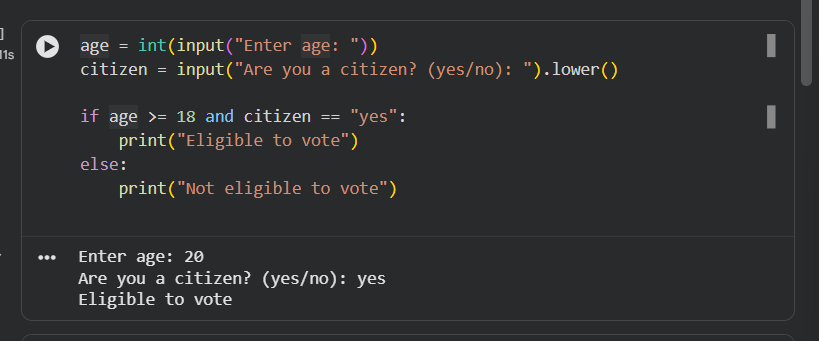 ]
11s
age = int(input("Enter age: "))
citizen = input("Are you a citizen? (yes/no): ").lower()
if age >= 18 and citizen == "yes":
    print("Eligible to vote")
else:
    print("Not eligible to vote")
Enter age: 20
Are you a citizen? (yes/no): yes
Eligible to vote